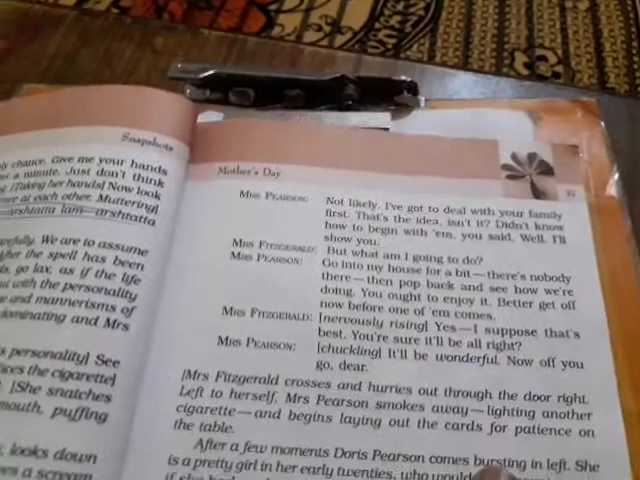 Snapshots
ly chance. Give me your hands
a minute. Just don't think
(Taking her hands] Now look
at each other. Muttering]
arshtatta lam—arshtatta
We are to assume
After the spell has been
go lax, as if the life
with the personality
and mannerisms of
dominating and Mrs
personality] See
the cigarette]
[She snatches
mouth, puffing
looks down
a scream
Mother's Day
MRS PEARSON: Not likely. I've got to deal with your family
first. That's the idea, isn't it? Didn't know
how to begin with 'em, you said. Well. I'll
show you.
MRS FITZGERALD: But what am I going to do?
MRS PEARSON: Go into my house for a bit—there's nobody
there—then pop back and see how we're
doing. You ought to enjoy it. Better get off
now before one of 'em comes.
MRS FITZGERALD: [nervously rising] Yes—I suppose that's
best. You're sure it'll be all right?
MRS PEARSON: [chuckling] It'll be wonderful. Now off you
go, dear.
[Mrs Fitzgerald crosses and hurries out through the door right.
Left to herself, Mrs Pearson smokes away—lighting another
cigarette—and begins laying out the cards for patience on
the table.
After a few moments Doris Pearson comes bursting in left. She
is a pretty girl in her early twenties, who would
if she